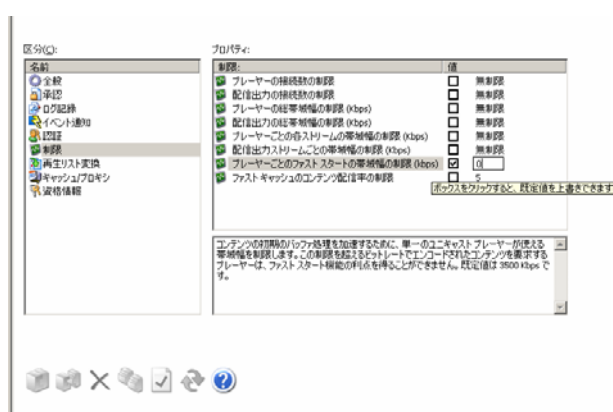 区分(C):
プロパティ:
名前
全般
承認
ログ記録
イベント通知
認証
制限
再生リスト変換
キャッシュ/プロキシ
資格情報
制限: 値
プレーヤーの接続数の制限 無制限
配信出力の接続数の制限 無制限
プレーヤーの総帯域幅の制限 (Kbps) 無制限
配信出力の総帯域幅の制限 (Kbps) 無制限
プレーヤーごとの各ストリームの帯域幅の制限 (Kbps) 無制限
配信出力ストリームごとの帯域幅の制限 (Kbps) 無制限
プレーヤーごとのファスト スタートの帯域幅の制限 (Kbps) 0
ファスト キャッシュのコンテンツ配信率の制限 5
ボックスをクリックすると、既定値を上書きできます
コンテンツの初期のバッファ処理を加速するために、単一のユニキャスト プレーヤーが使える
帯域幅を制限します。この制限を超えるビットレートでエンコードされたコンテンツを要求する
プレーヤーは、ファスト スタート機能の利点を得ることができません。既定値は 3500 Kbps で
す。